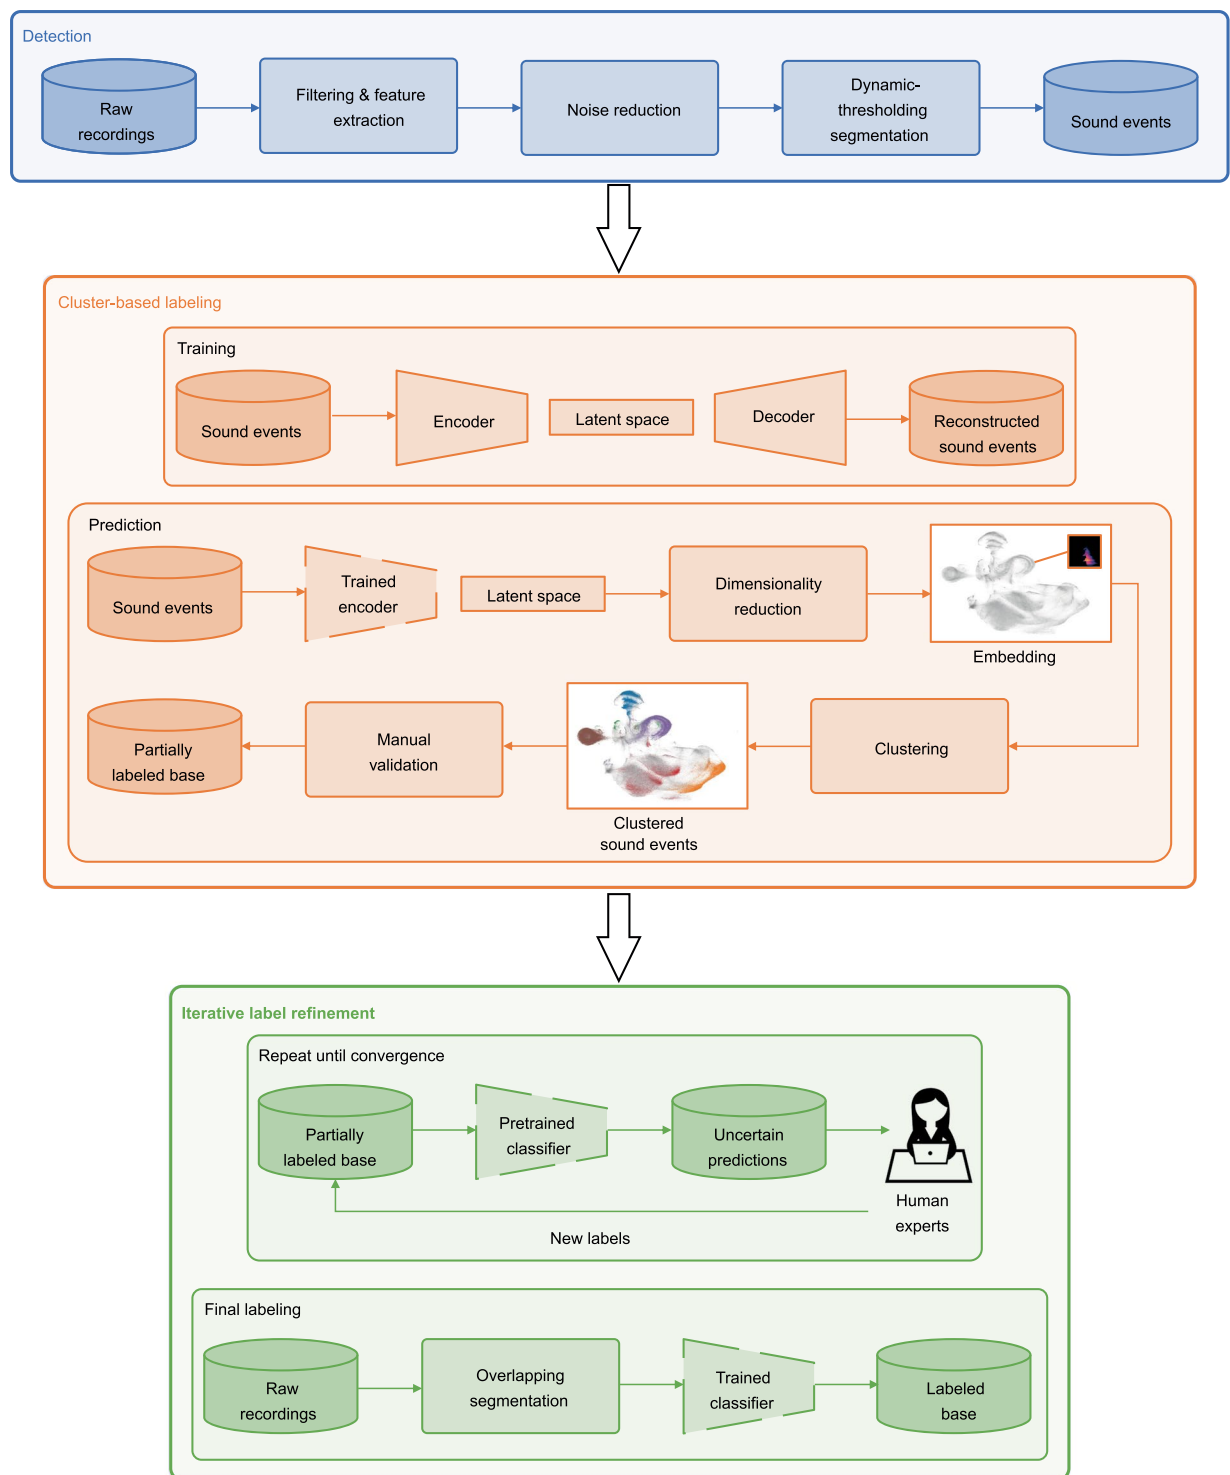 Detection
Raw
recordings
Filtering & feature
extraction
Noise reduction
Dynamic-
thresholding
segmentation
Sound events
Cluster-based labeling
Training
Sound events
Encoder
Latent space
Decoder
Reconstructed
sound events
Prediction
Sound events
Trained
encoder
Latent space
Dimensionality
reduction
Embedding
Partially
labeled base
Manual
validation
Clustered
sound events
Clustering
Iterative label refinement
Repeat until convergence
Partially
labeled base
Pretrained
classifier
Uncertain
predictions
Human
experts
New labels
Final labeling
Raw
recordings
Overlapping
segmentation
Trained
classifier
Labeled
base